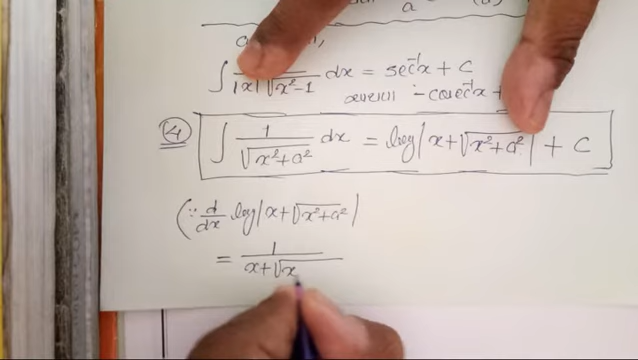 a
∫ 1/(|x|√(x²-1)) dx = sec⁻¹x + C
-cosec⁻¹x +
4 ∫ 1/√(x²+a²) dx = log|x+√(x²+a²)| + C
(∵ d/dx log|x+√(x²+a²)|
= 1/(x+√x